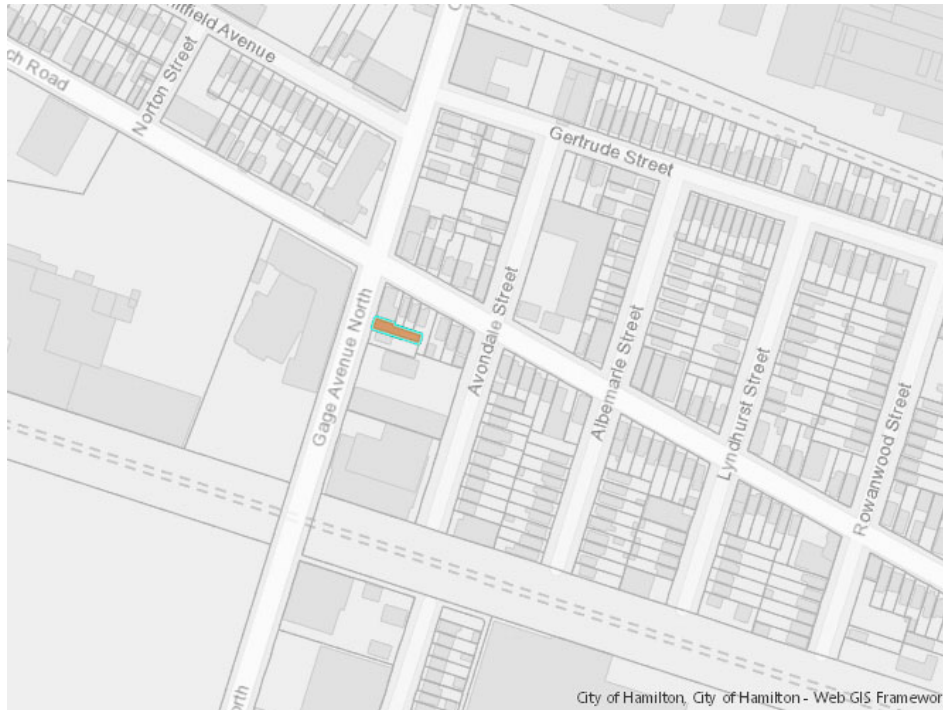 Avenue
ch Road
Norton Street
Gertrude Street
Gage Avenue North
Avondale Street
Albemarle Street
Lyndhurst Street
Rowanwood Street
orth
City of Hamilton, City of Hamilton - Web GIS Framewor